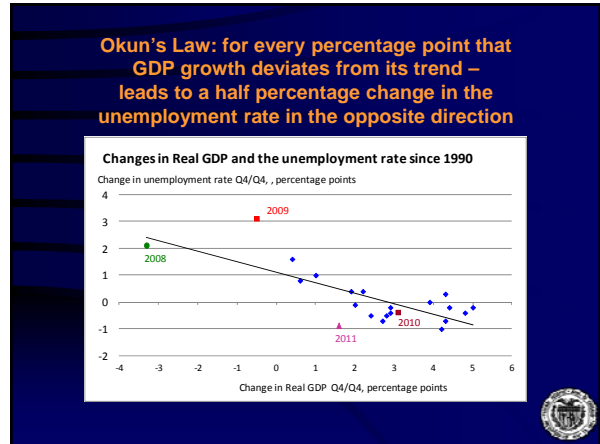 Okun's Law: for every percentage point that
GDP growth deviates from its trend –
leads to a half percentage change in the
unemployment rate in the opposite direction
Changes in Real GDP and the unemployment rate since 1990
Change in unemployment rate Q4/Q4, , percentage points
4
3
2
1
0
-1
-2
2009
2008
2010
2011
-4 -3 -2 -1 0 1 2 3 4 5 6
Change in Real GDP Q4/Q4, percentage points